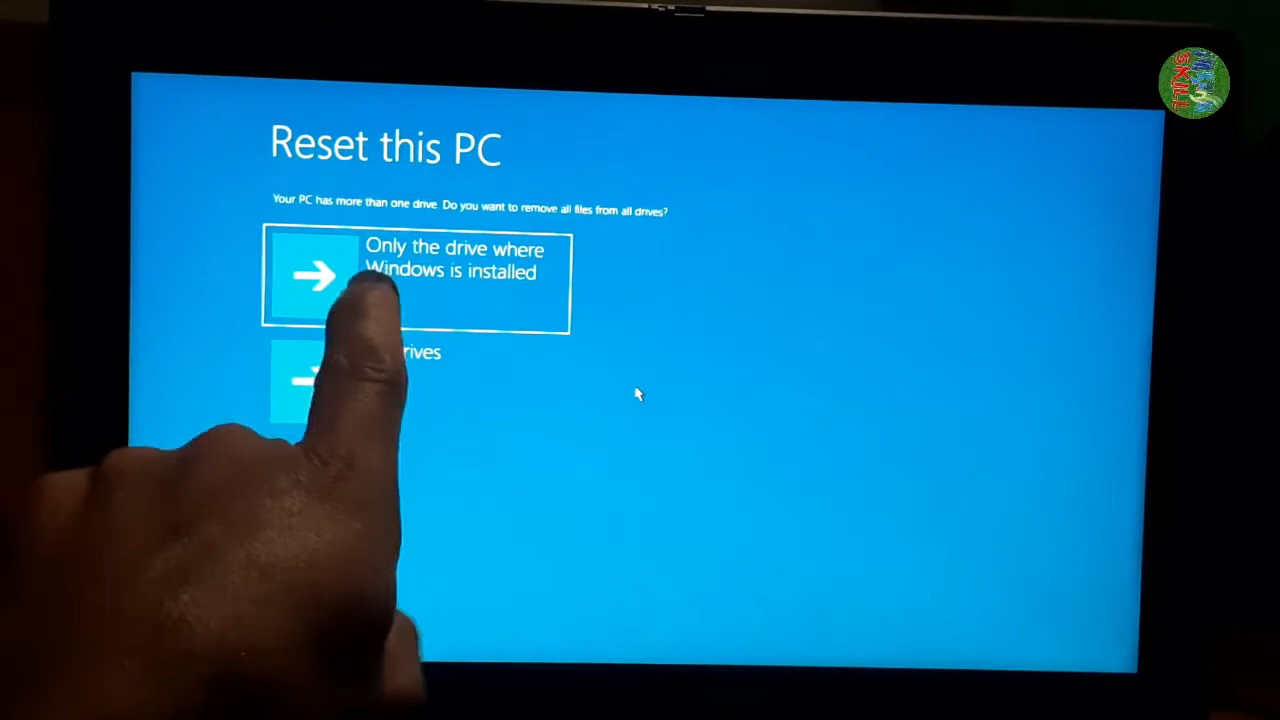 Reset this PC
Your PC has more than one drive. Do you want to remove all files from all drives?
Only the drive where
Windows is installed
rives
SKILL